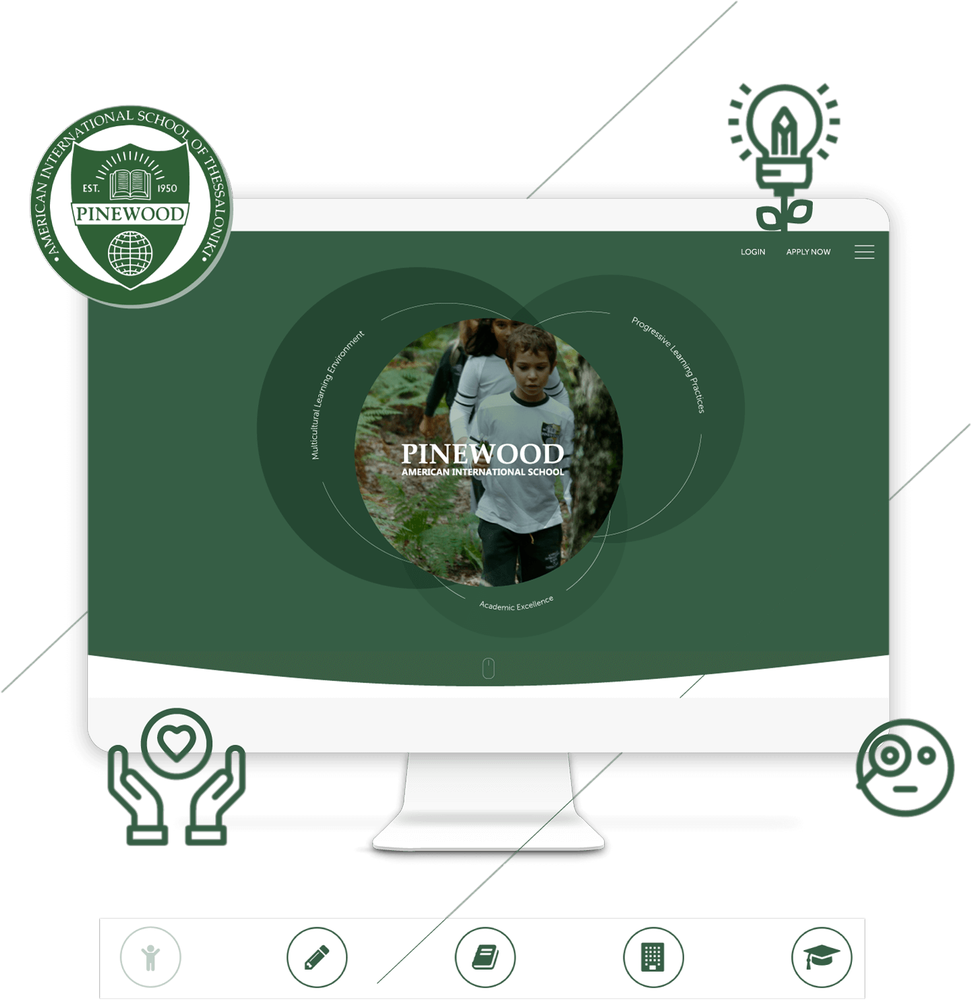 AMERICAN INTERNATIONAL SCHOOL OF THESSALONIKI
EST. 1950
PINEWOOD
LOGIN APPLY NOW
Multicultural Learning Environment
Progressive Learning Practices
PINEWOOD
AMERICAN INTERNATIONAL SCHOOL
Academic Excellence